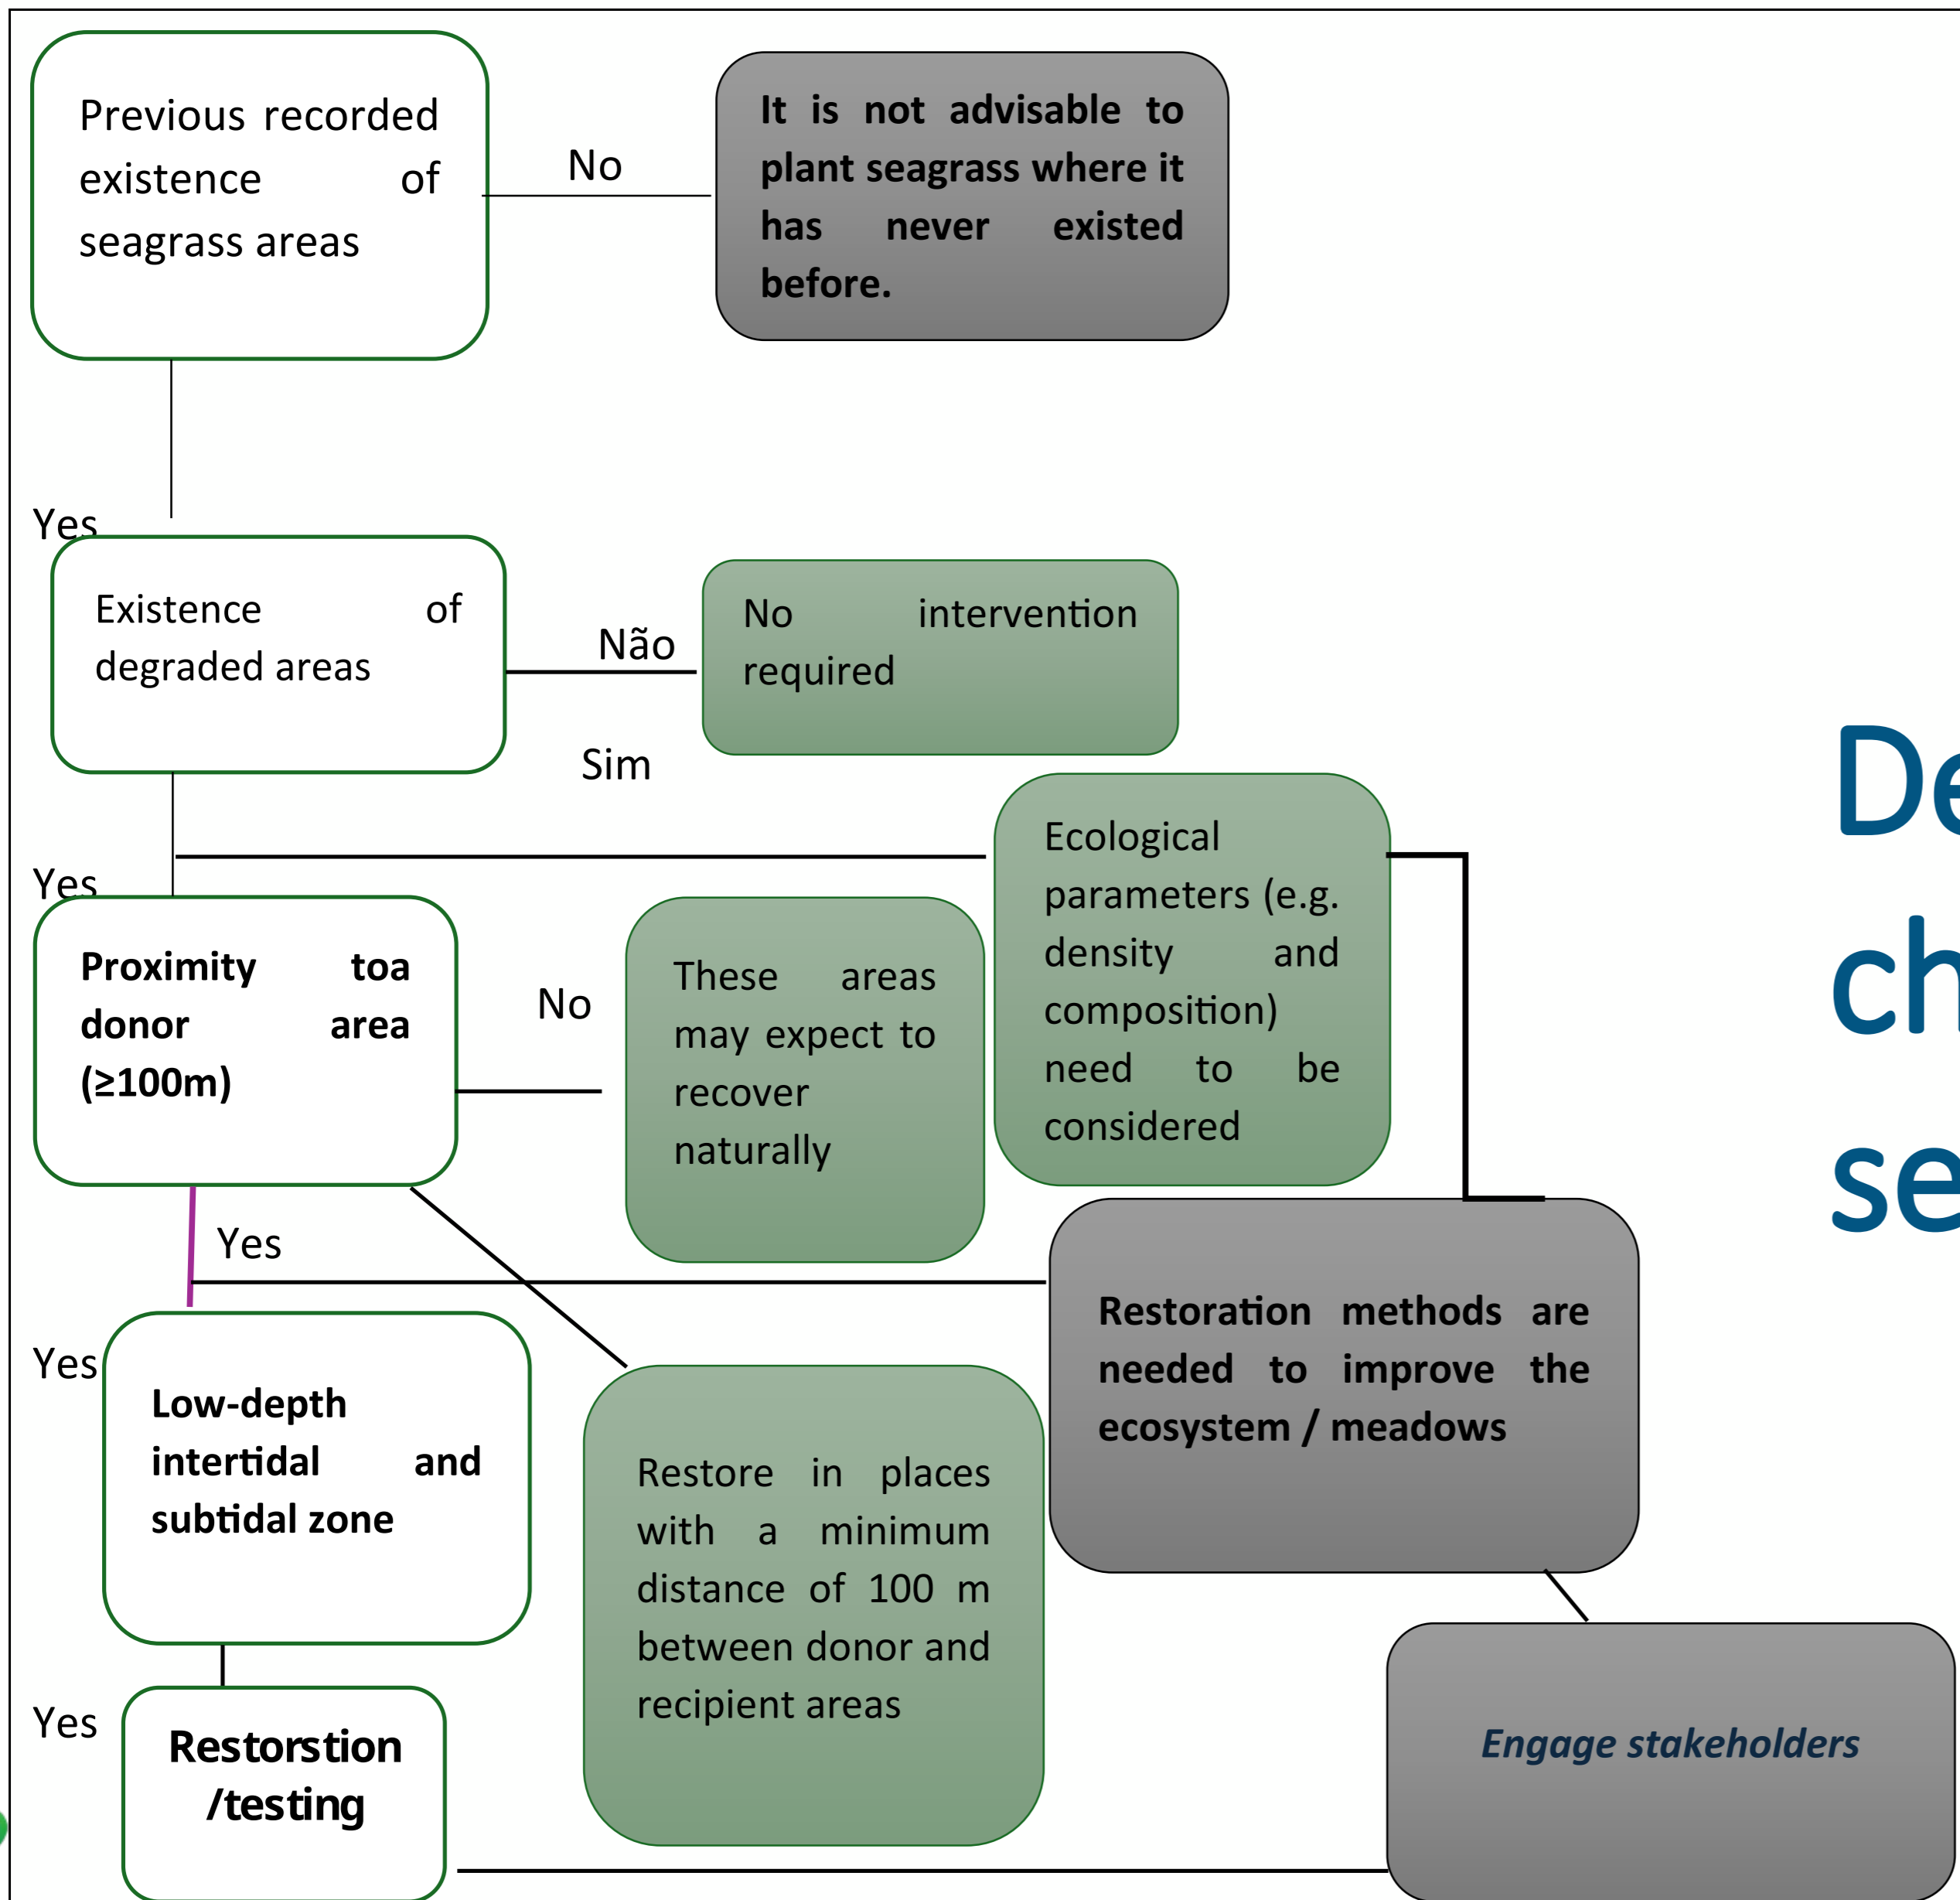 Previous recorded
existence of
seagrass areas
No
It is not advisable to
plant seagrass where it
has never existed
before.
Yes
Existence of
degraded areas
Não
No intervention
required
Sim
Yes
Ecological
parameters (e.g.
density and
composition)
need to be
considered
Proximity toa
donor area
(≥100m)
No
These areas
may expect to
recover
naturally
Yes
Restoration methods are
needed to improve the
ecosystem / meadows
Yes
Low-depth
intertidal and
subtidal zone
Restore in places
with a minimum
distance of 100 m
between donor and
recipient areas
Yes
Restorstion
/testing
Engage stakeholders
De
ch
se